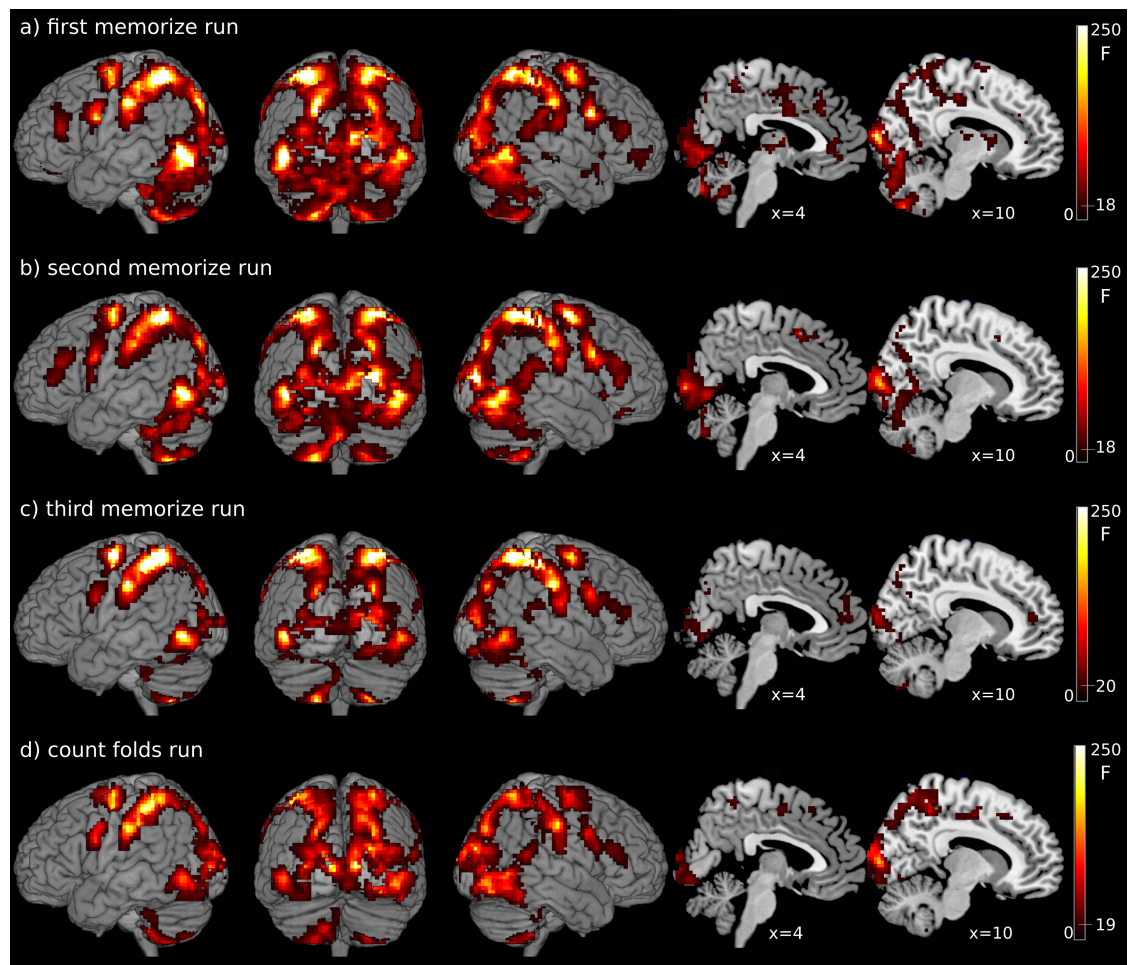 a) first memorize run
250
F
18
0
x=4
x=10
b) second memorize run
250
F
18
0
x=4
x=10
c) third memorize run
250
F
20
0
x=4
x=10
d) count folds run
250
F
19
0
x=4
x=10